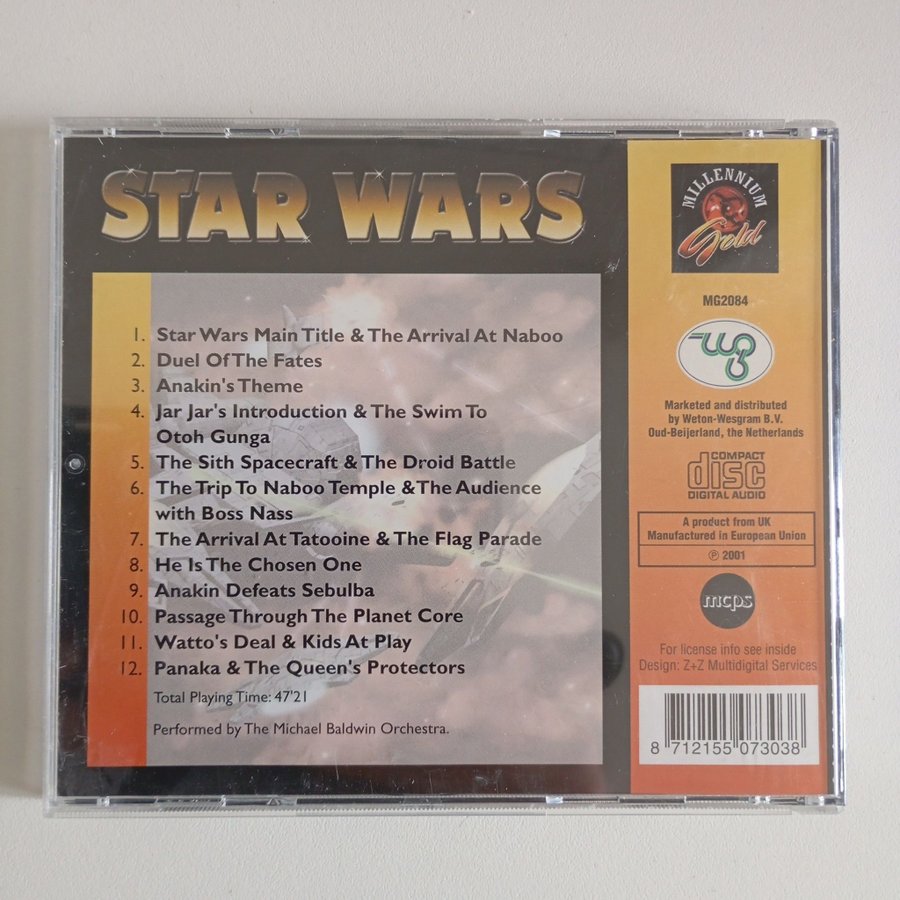 STAR WARS
1. Star Wars Main Title & The Arrival At Naboo
2. Duel Of The Fates
3. Anakin's Theme
4. Jar Jar's Introduction & The Swim To
Otoh Gunga
5. The Sith Spacecraft & The Droid Battle
6. The Trip To Naboo Temple & The Audience
with Boss Nass
7. The Arrival At Tatooine & The Flag Parade
8. He Is The Chosen One
9. Anakin Defeats Sebulba
10. Passage Through The Planet Core
11. Watto's Deal & Kids At Play
12. Panaka & The Queen's Protectors
Total Playing Time: 47'21
Performed by The Michael Baldwin Orchestra.
MILLENNIUM
Gold
MG2084
Marketed and distributed
by Weton-Wesgram B.V.
Oud-Beijerland, the Netherlands
COMPACT
disc
DIGITAL AUDIO
A product from UK
Manufactured in European Union
℗ 2001
mcps
For license info see inside
Design: Z+Z Multidigital Services
8 712155 073038